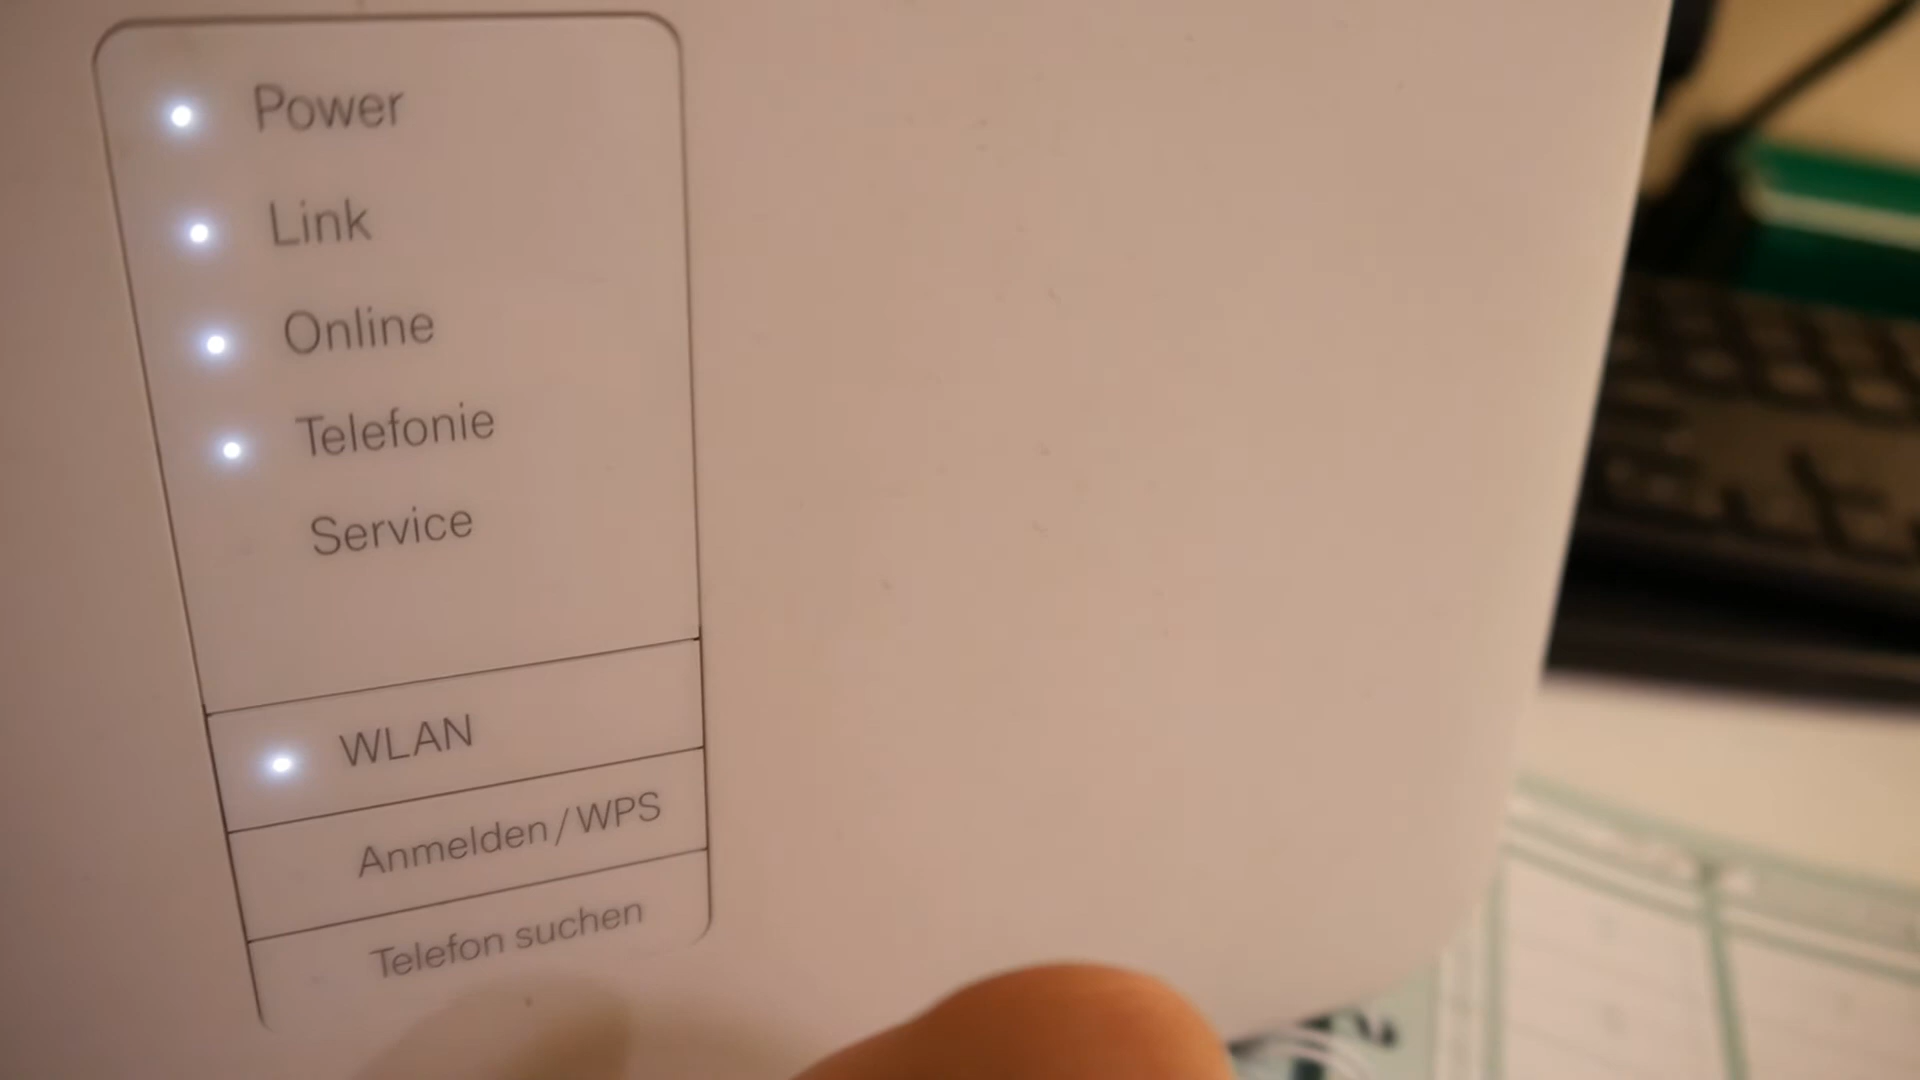 Power
Link
Online
Telefonie
Service
WLAN
Anmelden/WPS
Telefon suchen